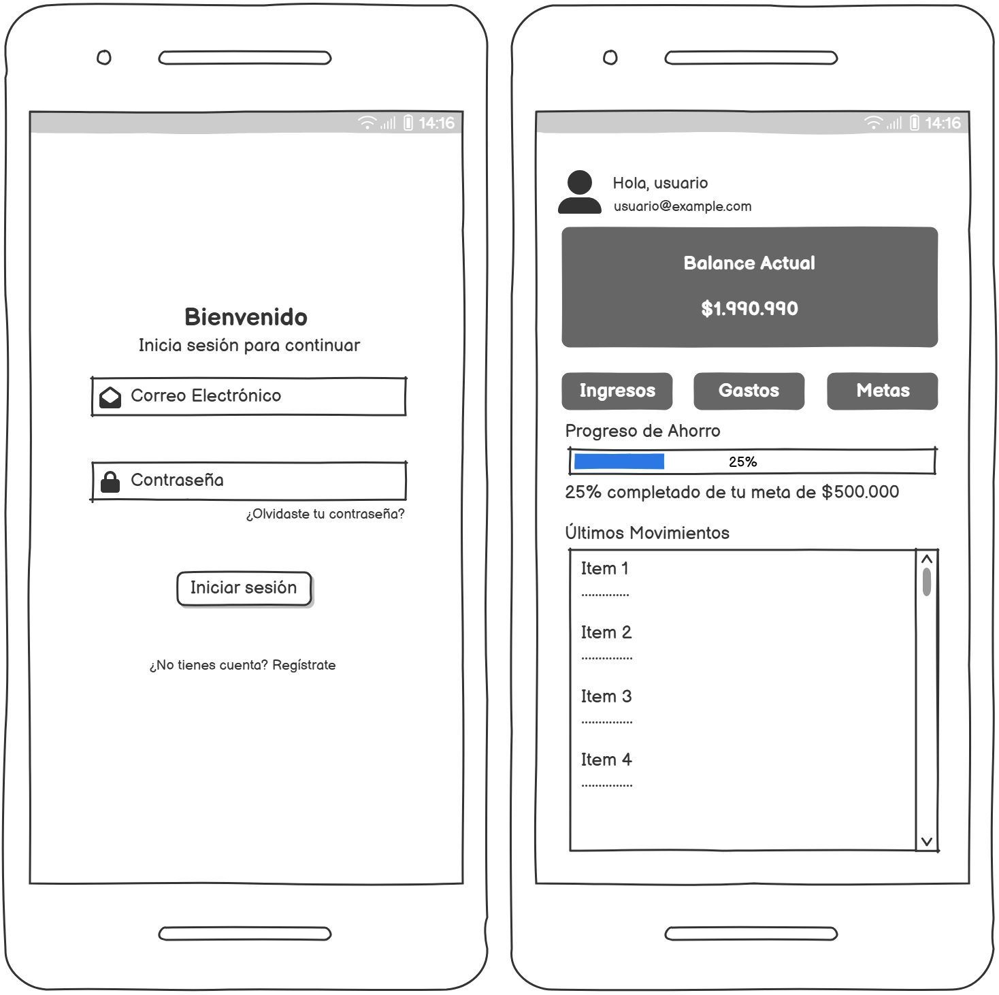 14:16
Bienvenido
Inicia sesión para continuar
Correo Electrónico
Contraseña
¿Olvidaste tu contraseña?
Iniciar sesión
¿No tienes cuenta? Regístrate
14:16
Hola, usuario
usuario@example.com
Balance Actual
$1.990.990
Ingresos
Gastos
Metas
Progreso de Ahorro
25%
25% completado de tu meta de $500.000
Últimos Movimientos
Item 1
..............
Item 2
...............
Item 3
...............
Item 4
...............